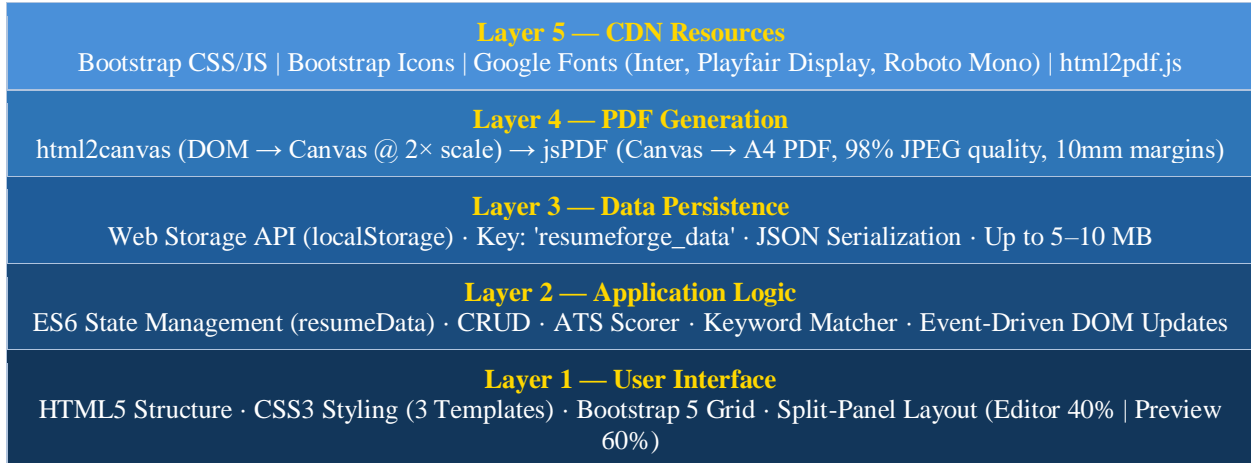 Layer 5 — CDN Resources
Bootstrap CSS/JS | Bootstrap Icons | Google Fonts (Inter, Playfair Display, Roboto Mono) | html2pdf.js
Layer 4 — PDF Generation
html2canvas (DOM → Canvas @ 2× scale) → jsPDF (Canvas → A4 PDF, 98% JPEG quality, 10mm margins)
Layer 3 — Data Persistence
Web Storage API (localStorage) · Key: 'resumeforge_data' · JSON Serialization · Up to 5–10 MB
Layer 2 — Application Logic
ES6 State Management (resumeData) · CRUD · ATS Scorer · Keyword Matcher · Event-Driven DOM Updates
Layer 1 — User Interface
HTML5 Structure · CSS3 Styling (3 Templates) · Bootstrap 5 Grid · Split-Panel Layout (Editor 40% | Preview
60%)